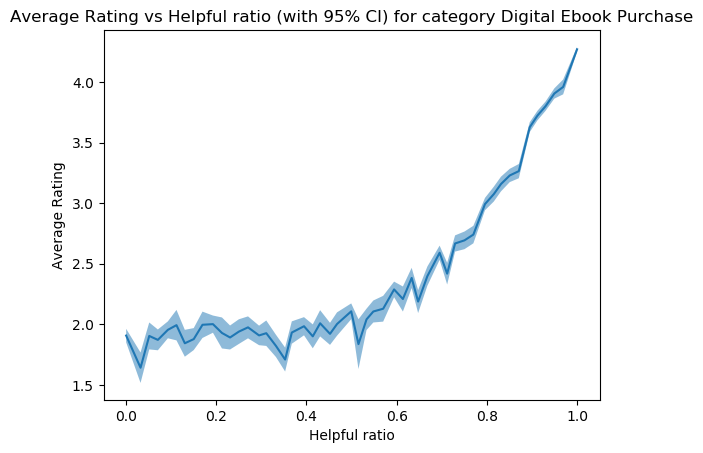 Average Rating vs Helpful ratio (with 95% CI) for category Digital Ebook Purchase
4.0
3.5
3.0
2.5
2.0
1.5
Average Rating
0.0 0.2 0.4 0.6 0.8 1.0
Helpful ratio